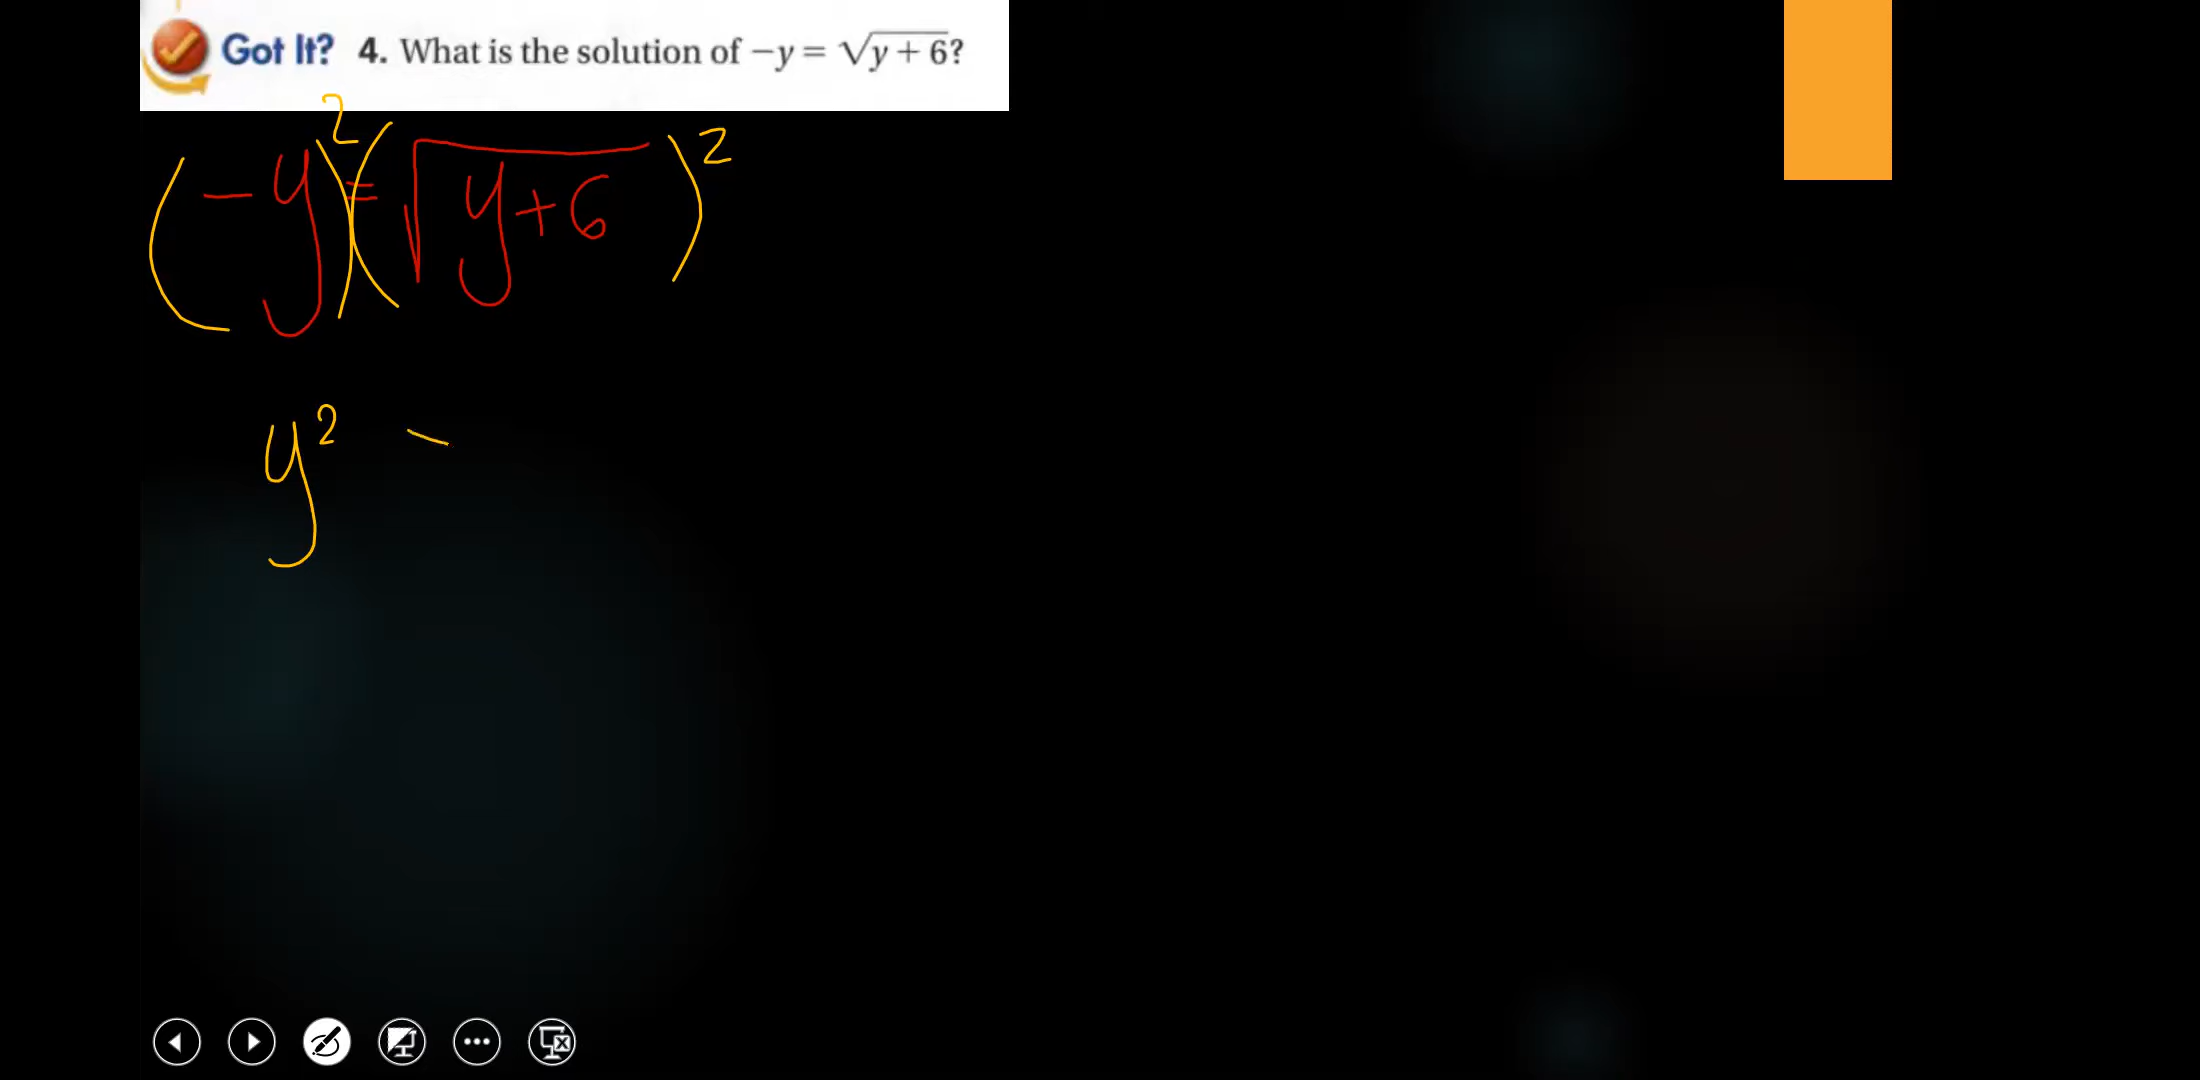 Got It? 4. What is the solution of −y = √(y + 6)?
(−y)² = (√(y+6))²
y²